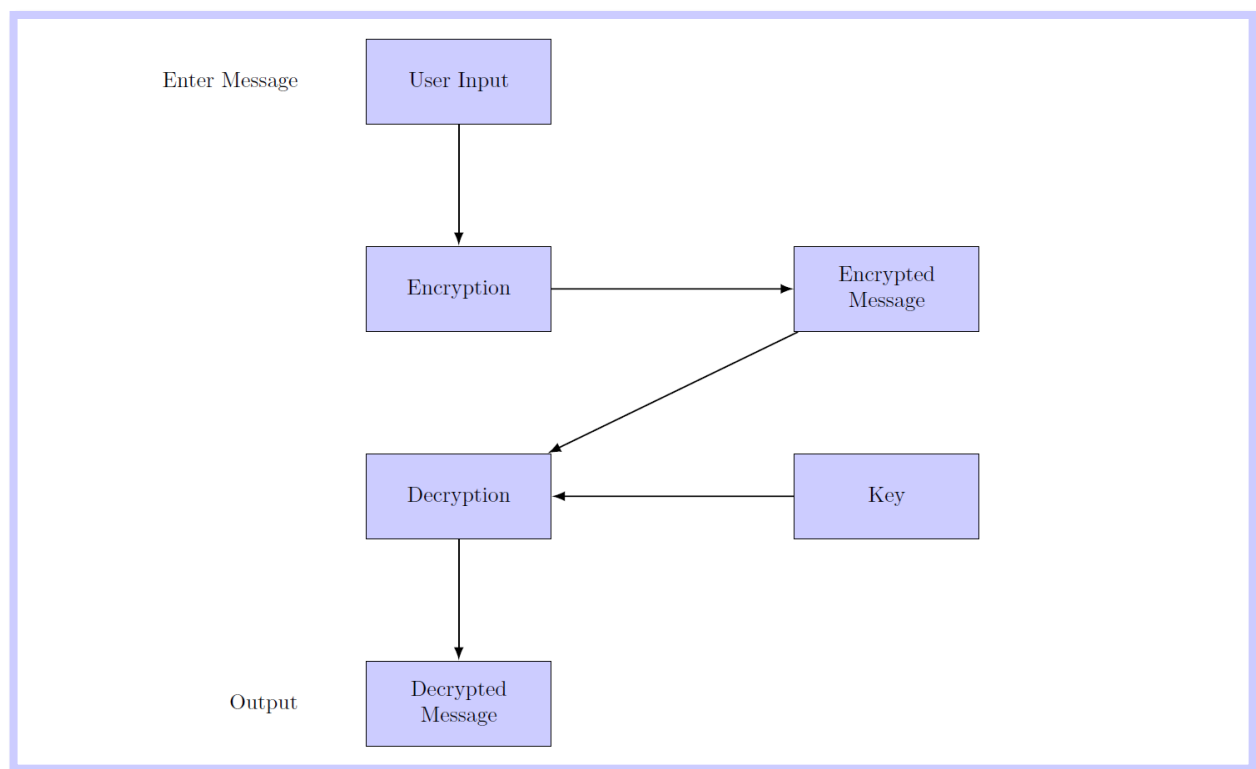 Enter Message
User Input
Encryption
Encrypted
Message
Decryption
Key
Output
Decrypted
Message